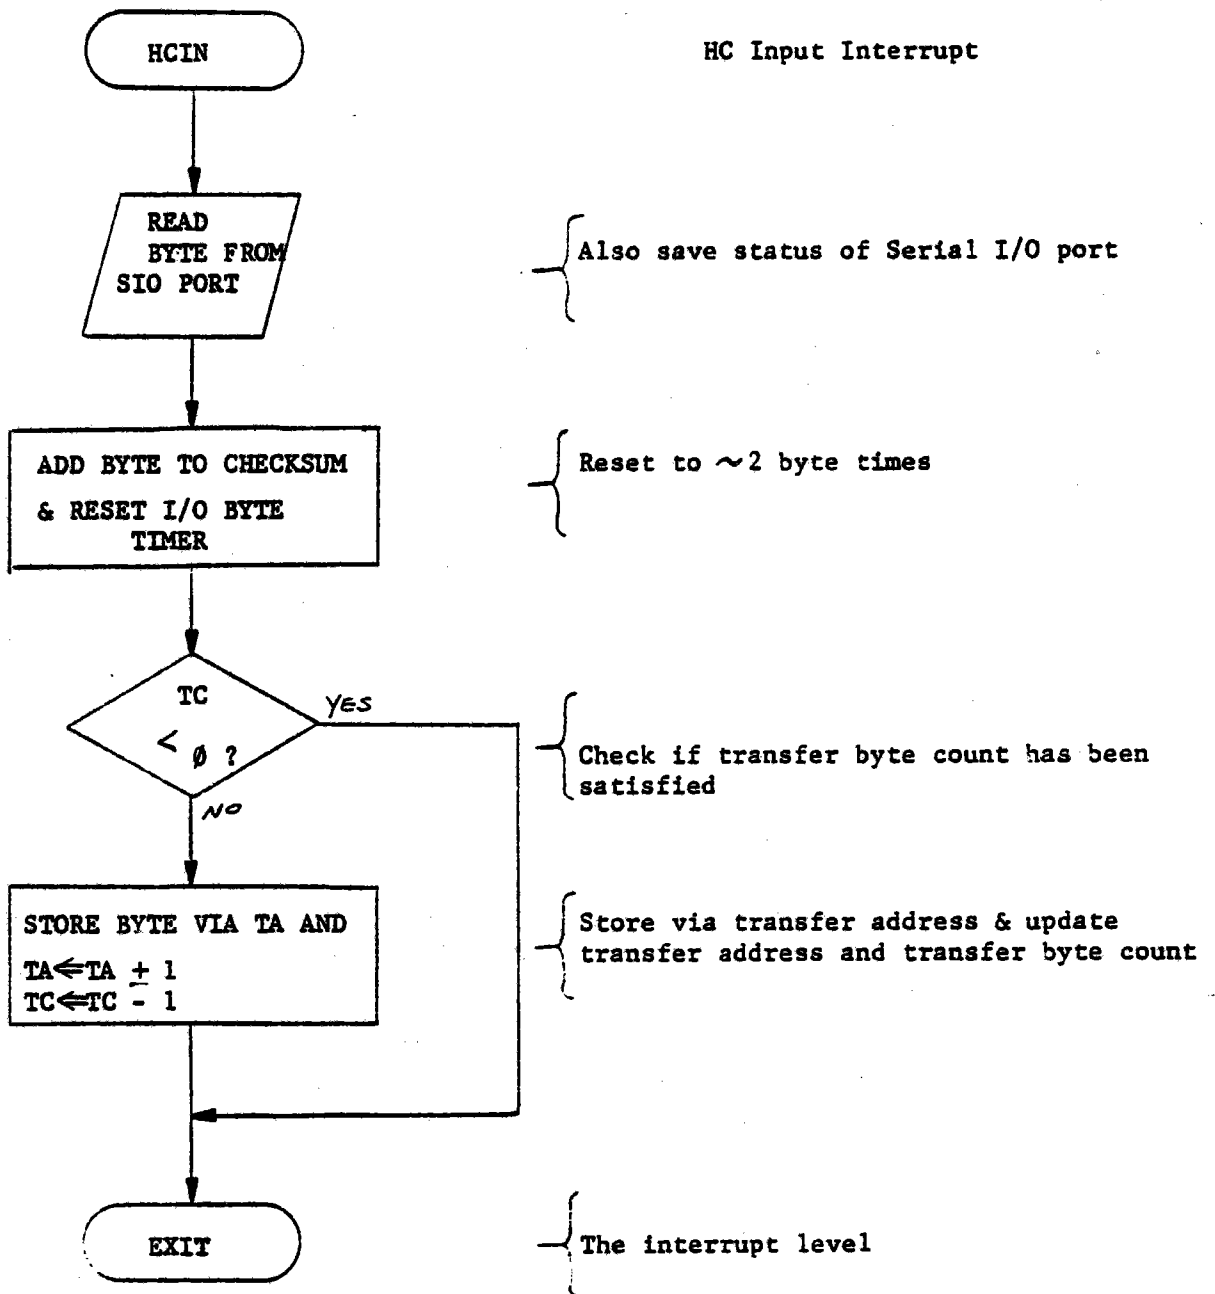 HCIN
HC Input Interrupt
READ
BYTE FROM
SIO PORT
Also save status of Serial I/O port
ADD BYTE TO CHECKSUM
& RESET I/O BYTE
TIMER
Reset to ~2 byte times
TC
< ø ?
YES
NO
Check if transfer byte count has been
satisfied
STORE BYTE VIA TA AND
TA⇐TA + 1
TC⇐TC - 1
Store via transfer address & update
transfer address and transfer byte count
EXIT
The interrupt level